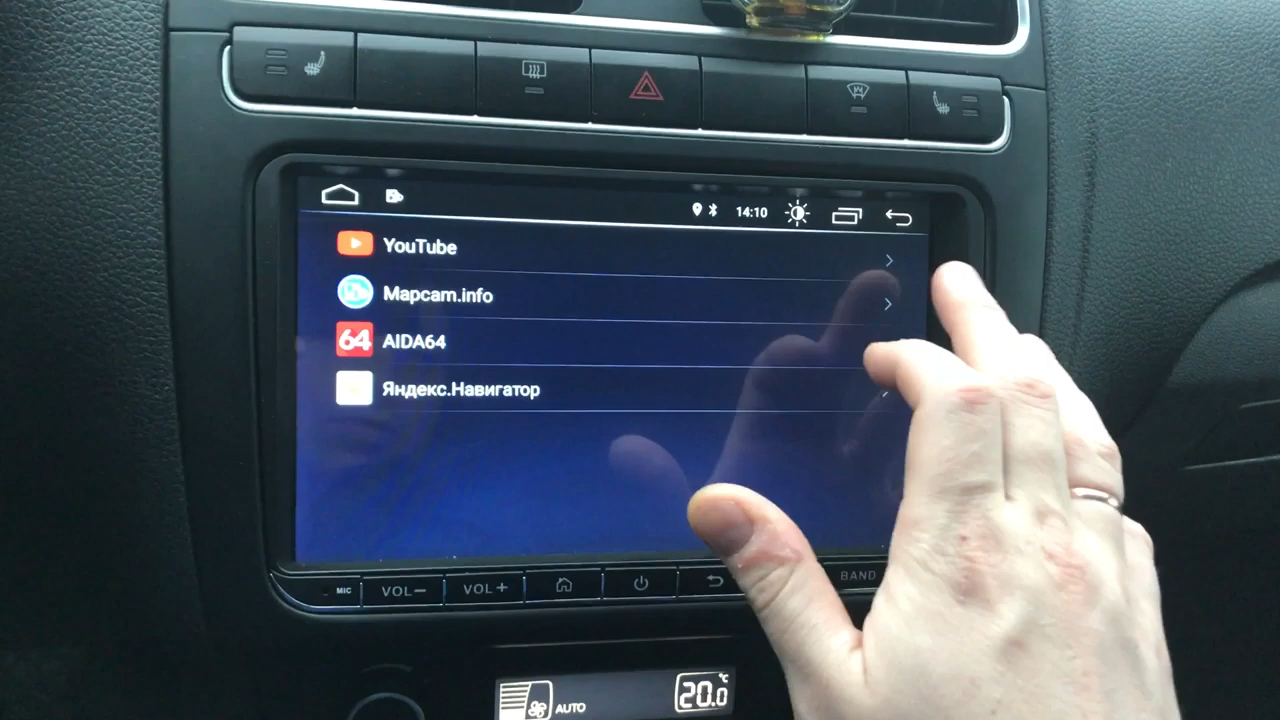 14:10
YouTube
Mapcam.info
64 AIDA64
Яндекс.Навигатор
MIC VOL− VOL+ BAND
AUTO 20.0 °C